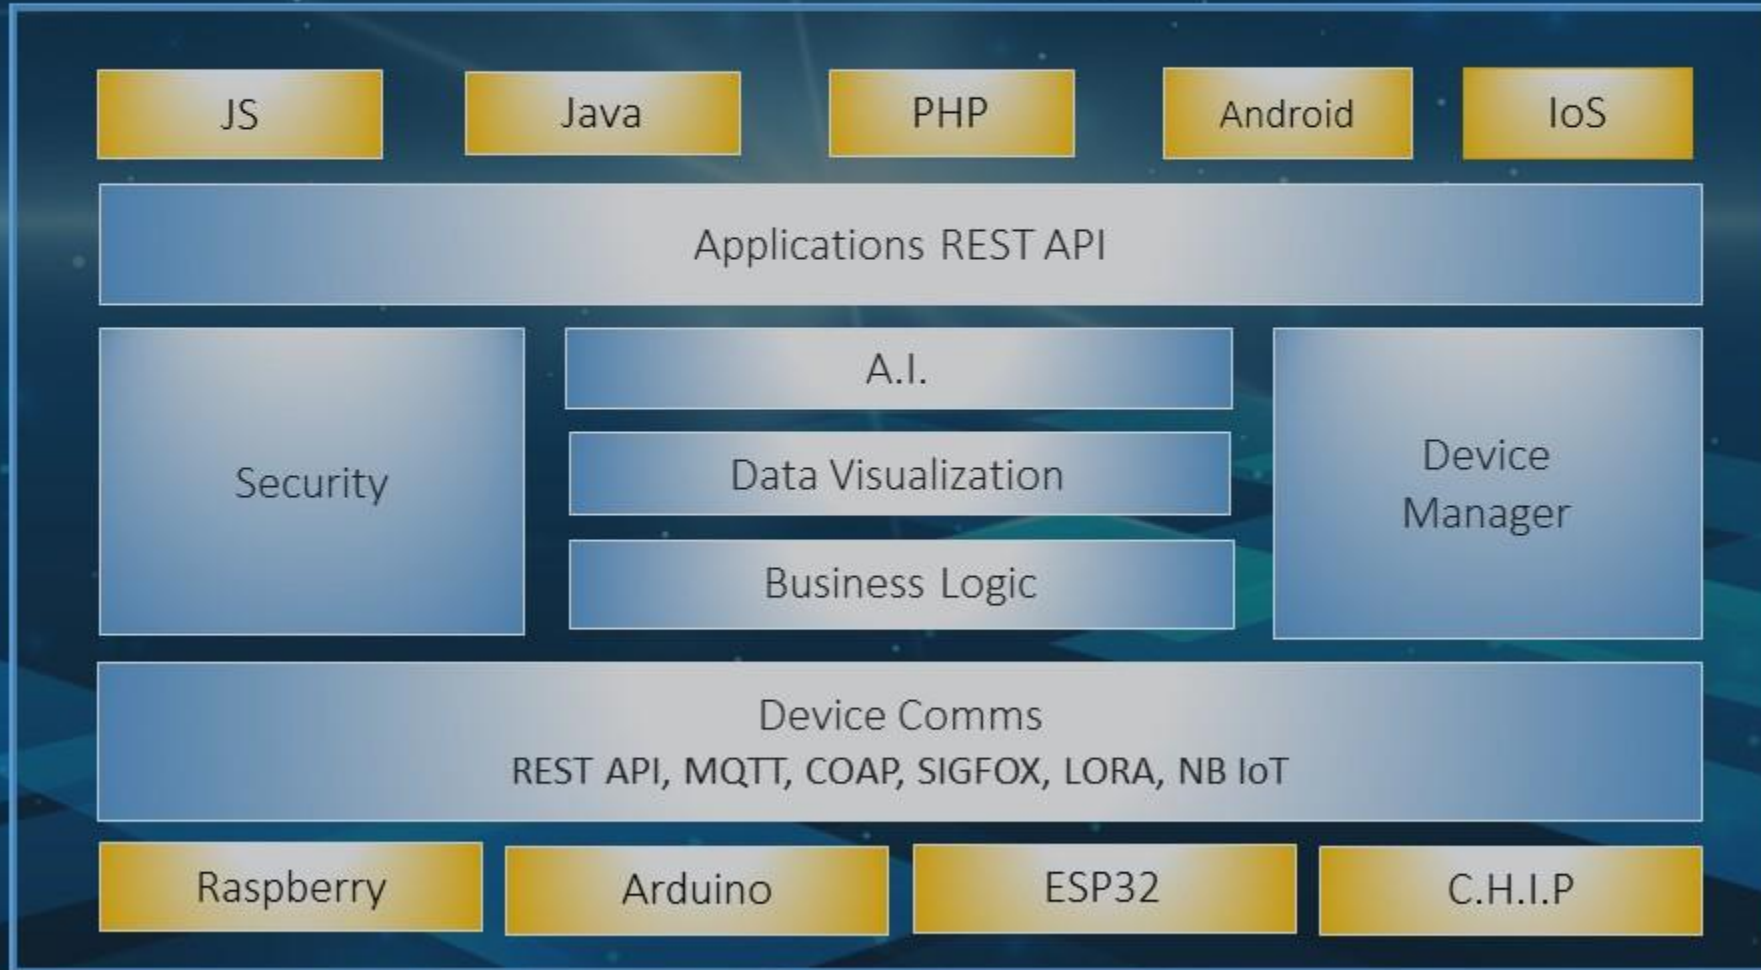 JS
Java
PHP
Android
IoS
Applications REST API
Security
A.I.
Data Visualization
Business Logic
Device
Manager
Device Comms
REST API, MQTT, COAP, SIGFOX, LORA, NB IoT
Raspberry
Arduino
ESP32
C.H.I.P